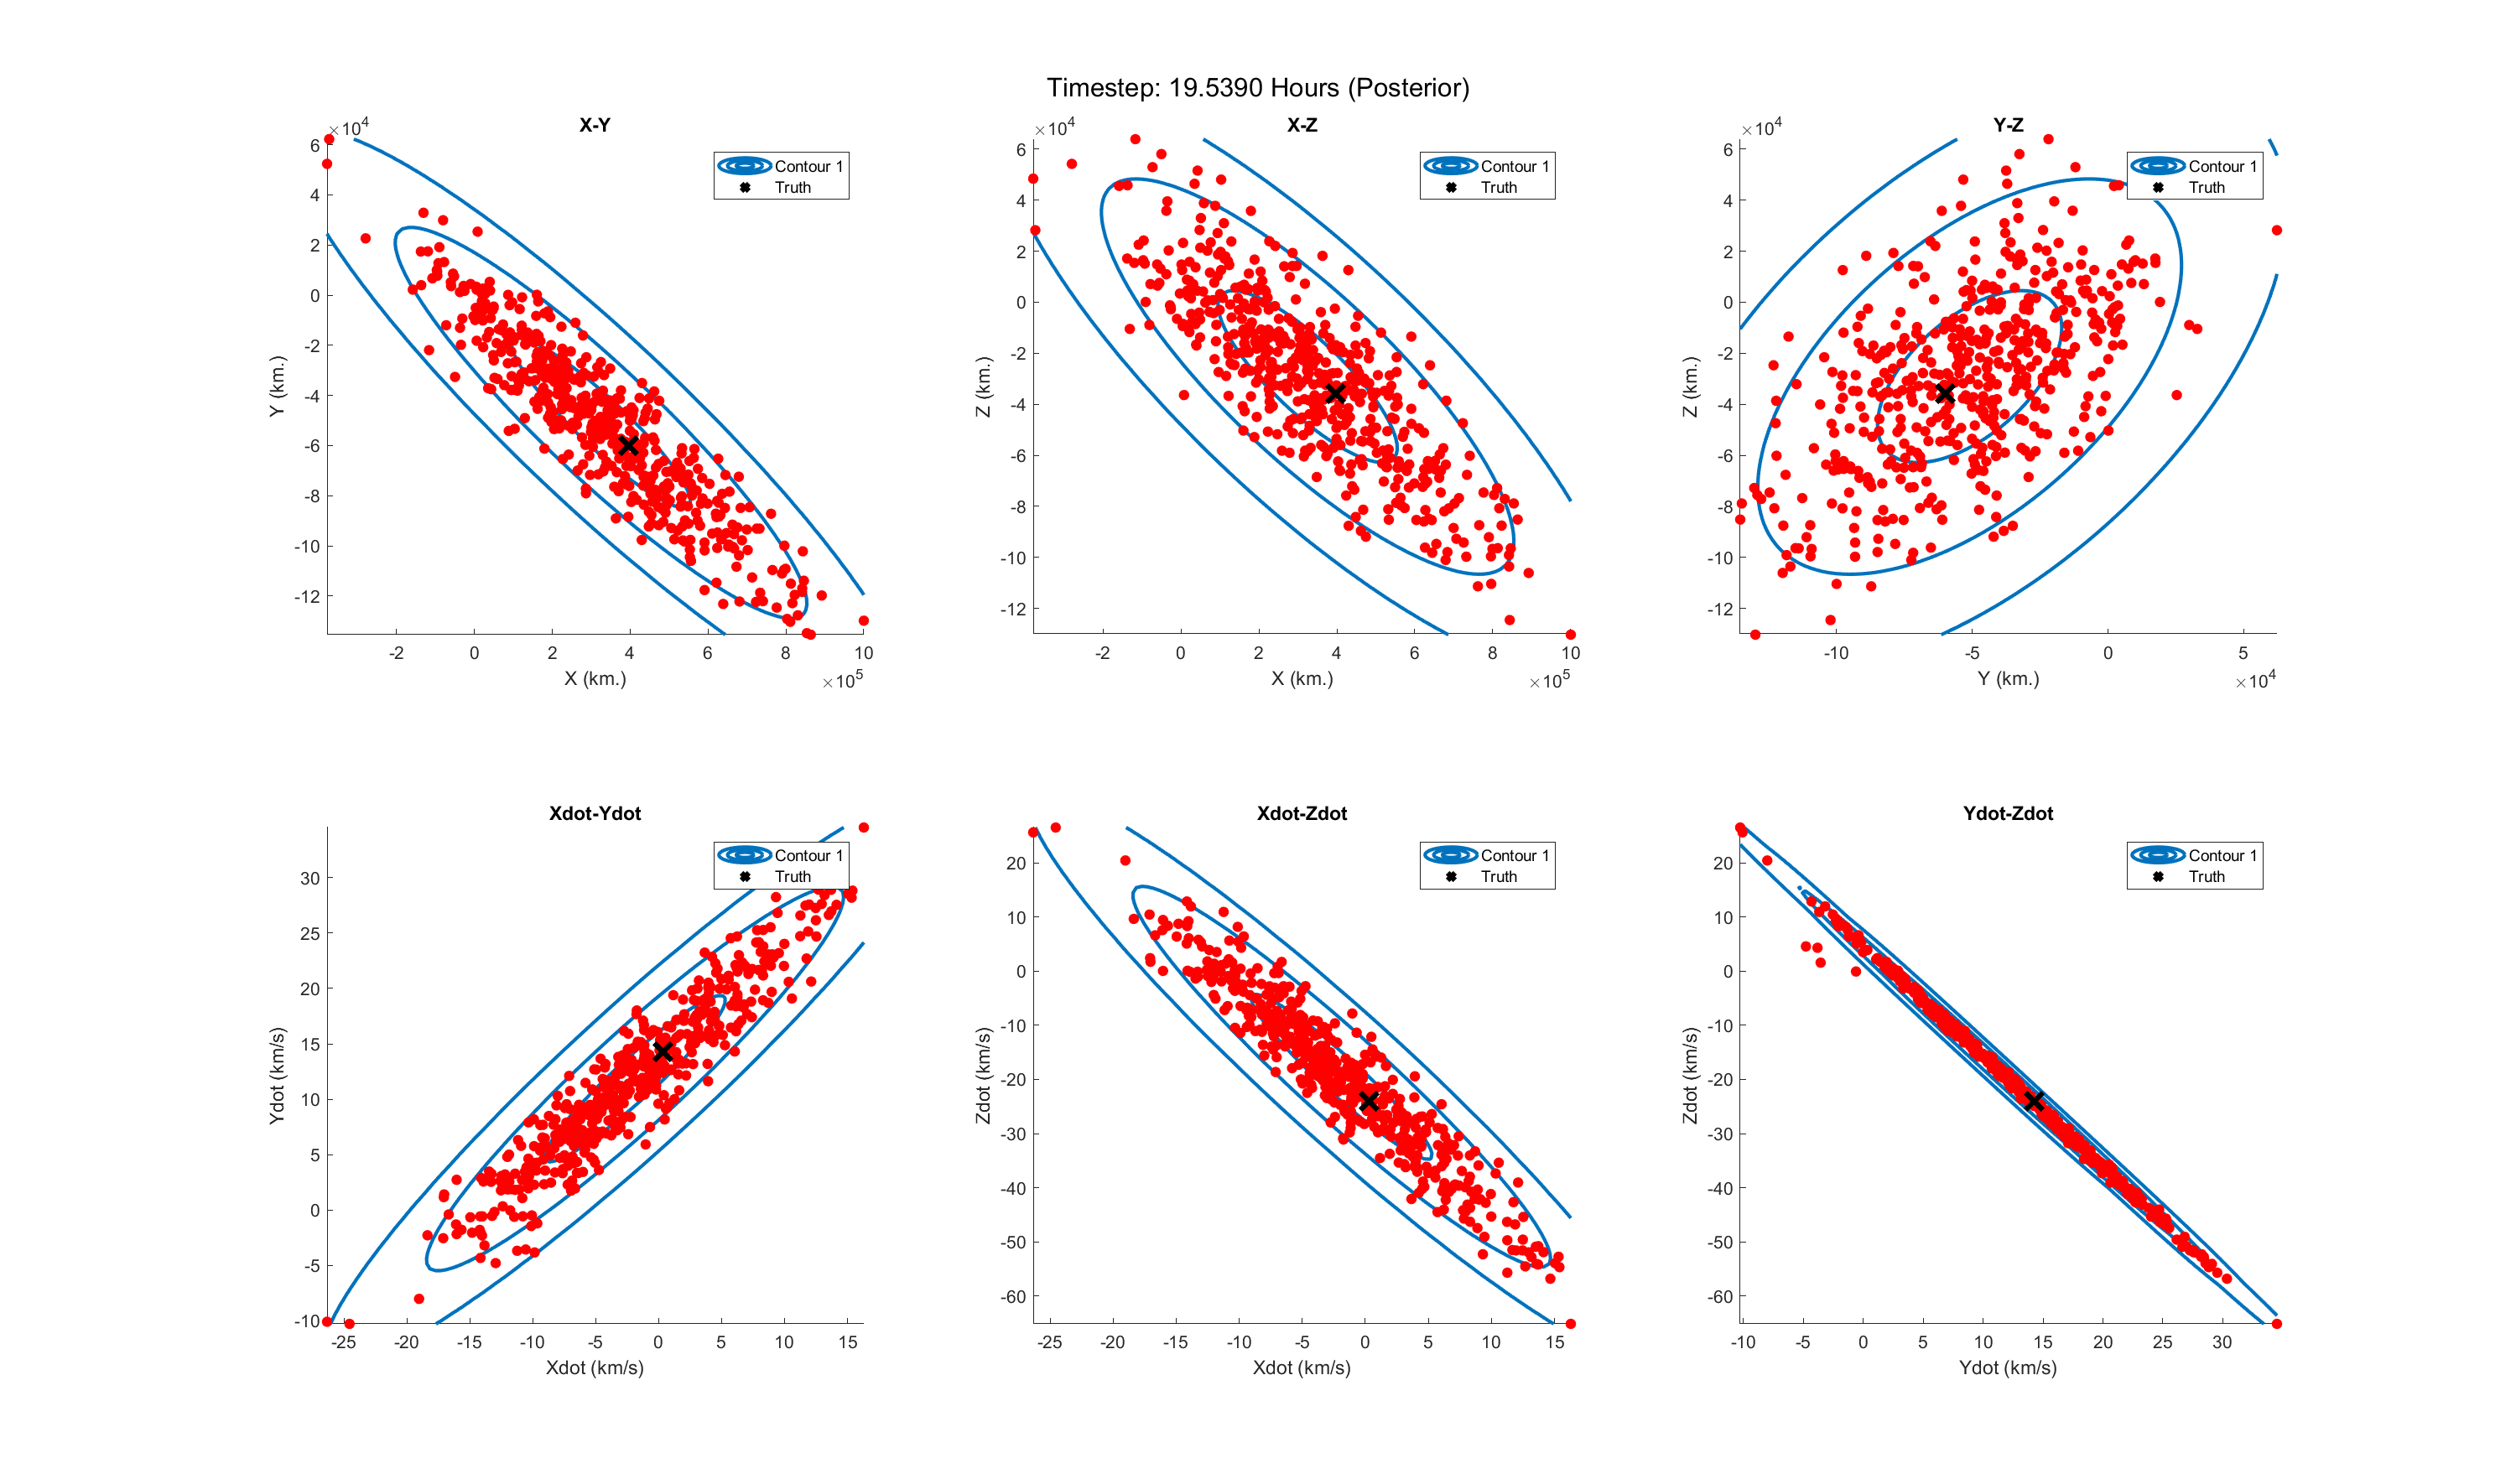 Timestep: 19.5390 Hours (Posterior)
X-Y
×10^4
6
4
2
0
-2
-4
-6
-8
-10
-12
Y (km.)
-2 0 2 4 6 8 10
X (km.)
×10^5
Contour 1
Truth
X-Z
×10^4
6
4
2
0
-2
-4
-6
-8
-10
-12
Z (km.)
-2 0 2 4 6 8 10
X (km.)
×10^5
Contour 1
Truth
Y-Z
×10^4
6
4
2
0
-2
-4
-6
-8
-10
-12
Z (km.)
-10 -5 0 5
Y (km.)
×10^4
Contour 1
Truth
Xdot-Ydot
30
25
20
15
10
5
0
-5
-10
Ydot (km/s)
-25 -20 -15 -10 -5 0 5 10 15
Xdot (km/s)
Contour 1
Truth
Xdot-Zdot
20
10
0
-10
-20
-30
-40
-50
-60
Zdot (km/s)
-25 -20 -15 -10 -5 0 5 10 15
Xdot (km/s)
Contour 1
Truth
Ydot-Zdot
20
10
0
-10
-20
-30
-40
-50
-60
Zdot (km/s)
-10 -5 0 5 10 15 20 25 30
Ydot (km/s)
Contour 1
Truth